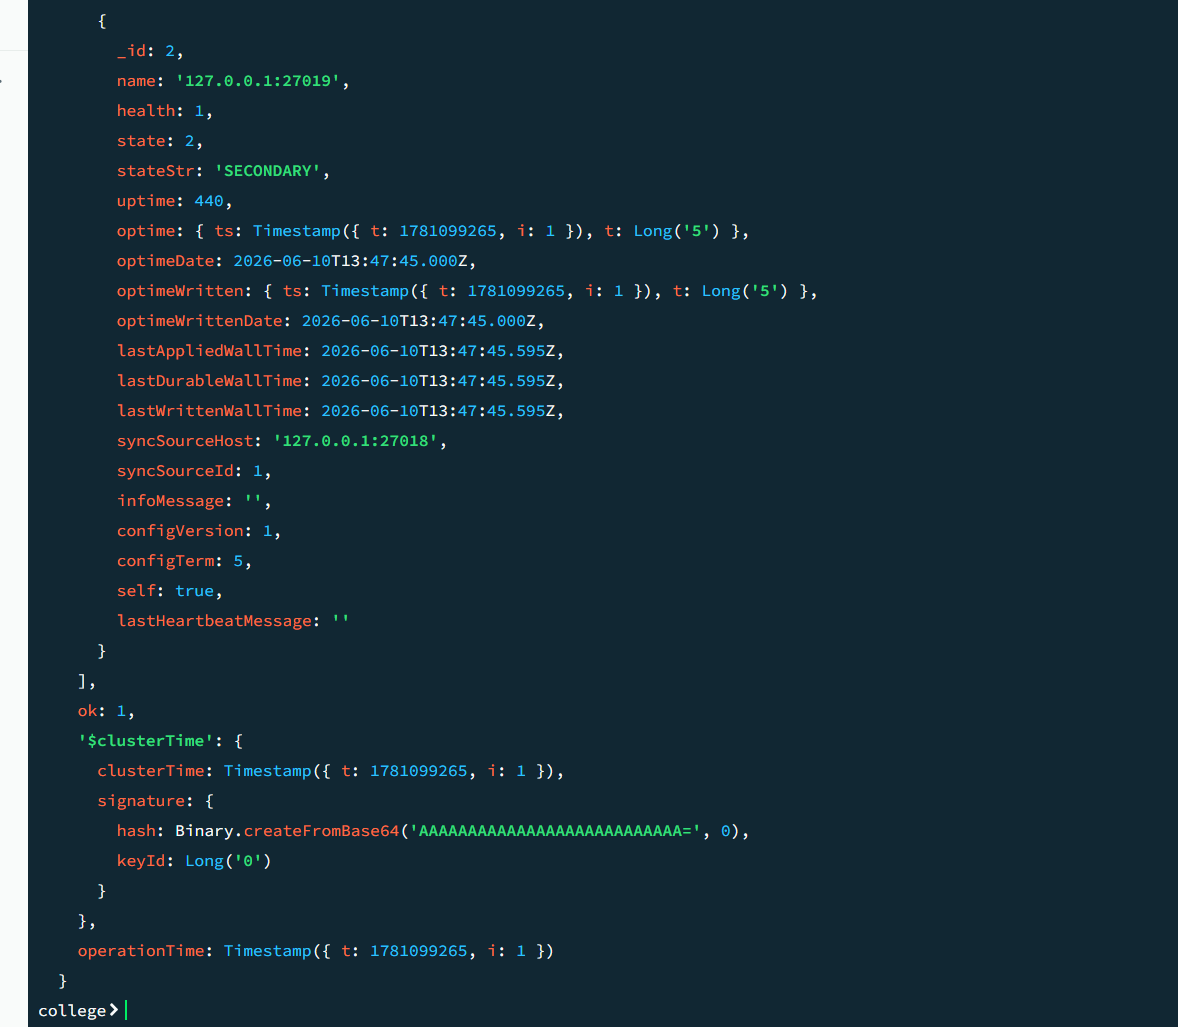 {
_id: 2,
name: '127.0.0.1:27019',
health: 1,
state: 2,
stateStr: 'SECONDARY',
uptime: 440,
optime: { ts: Timestamp({ t: 1781099265, i: 1 }), t: Long('5') },
optimeDate: 2026-06-10T13:47:45.000Z,
optimeWritten: { ts: Timestamp({ t: 1781099265, i: 1 }), t: Long('5') },
optimeWrittenDate: 2026-06-10T13:47:45.000Z,
lastAppliedWallTime: 2026-06-10T13:47:45.595Z,
lastDurableWallTime: 2026-06-10T13:47:45.595Z,
lastWrittenWallTime: 2026-06-10T13:47:45.595Z,
syncSourceHost: '127.0.0.1:27018',
syncSourceId: 1,
infoMessage: '',
configVersion: 1,
configTerm: 5,
self: true,
lastHeartbeatMessage: ''
}
],
ok: 1,
'$clusterTime': {
clusterTime: Timestamp({ t: 1781099265, i: 1 }),
signature: {
hash: Binary.createFromBase64('AAAAAAAAAAAAAAAAAAAAAAAAAAA=', 0),
keyId: Long('0')
}
},
operationTime: Timestamp({ t: 1781099265, i: 1 })
}
college>